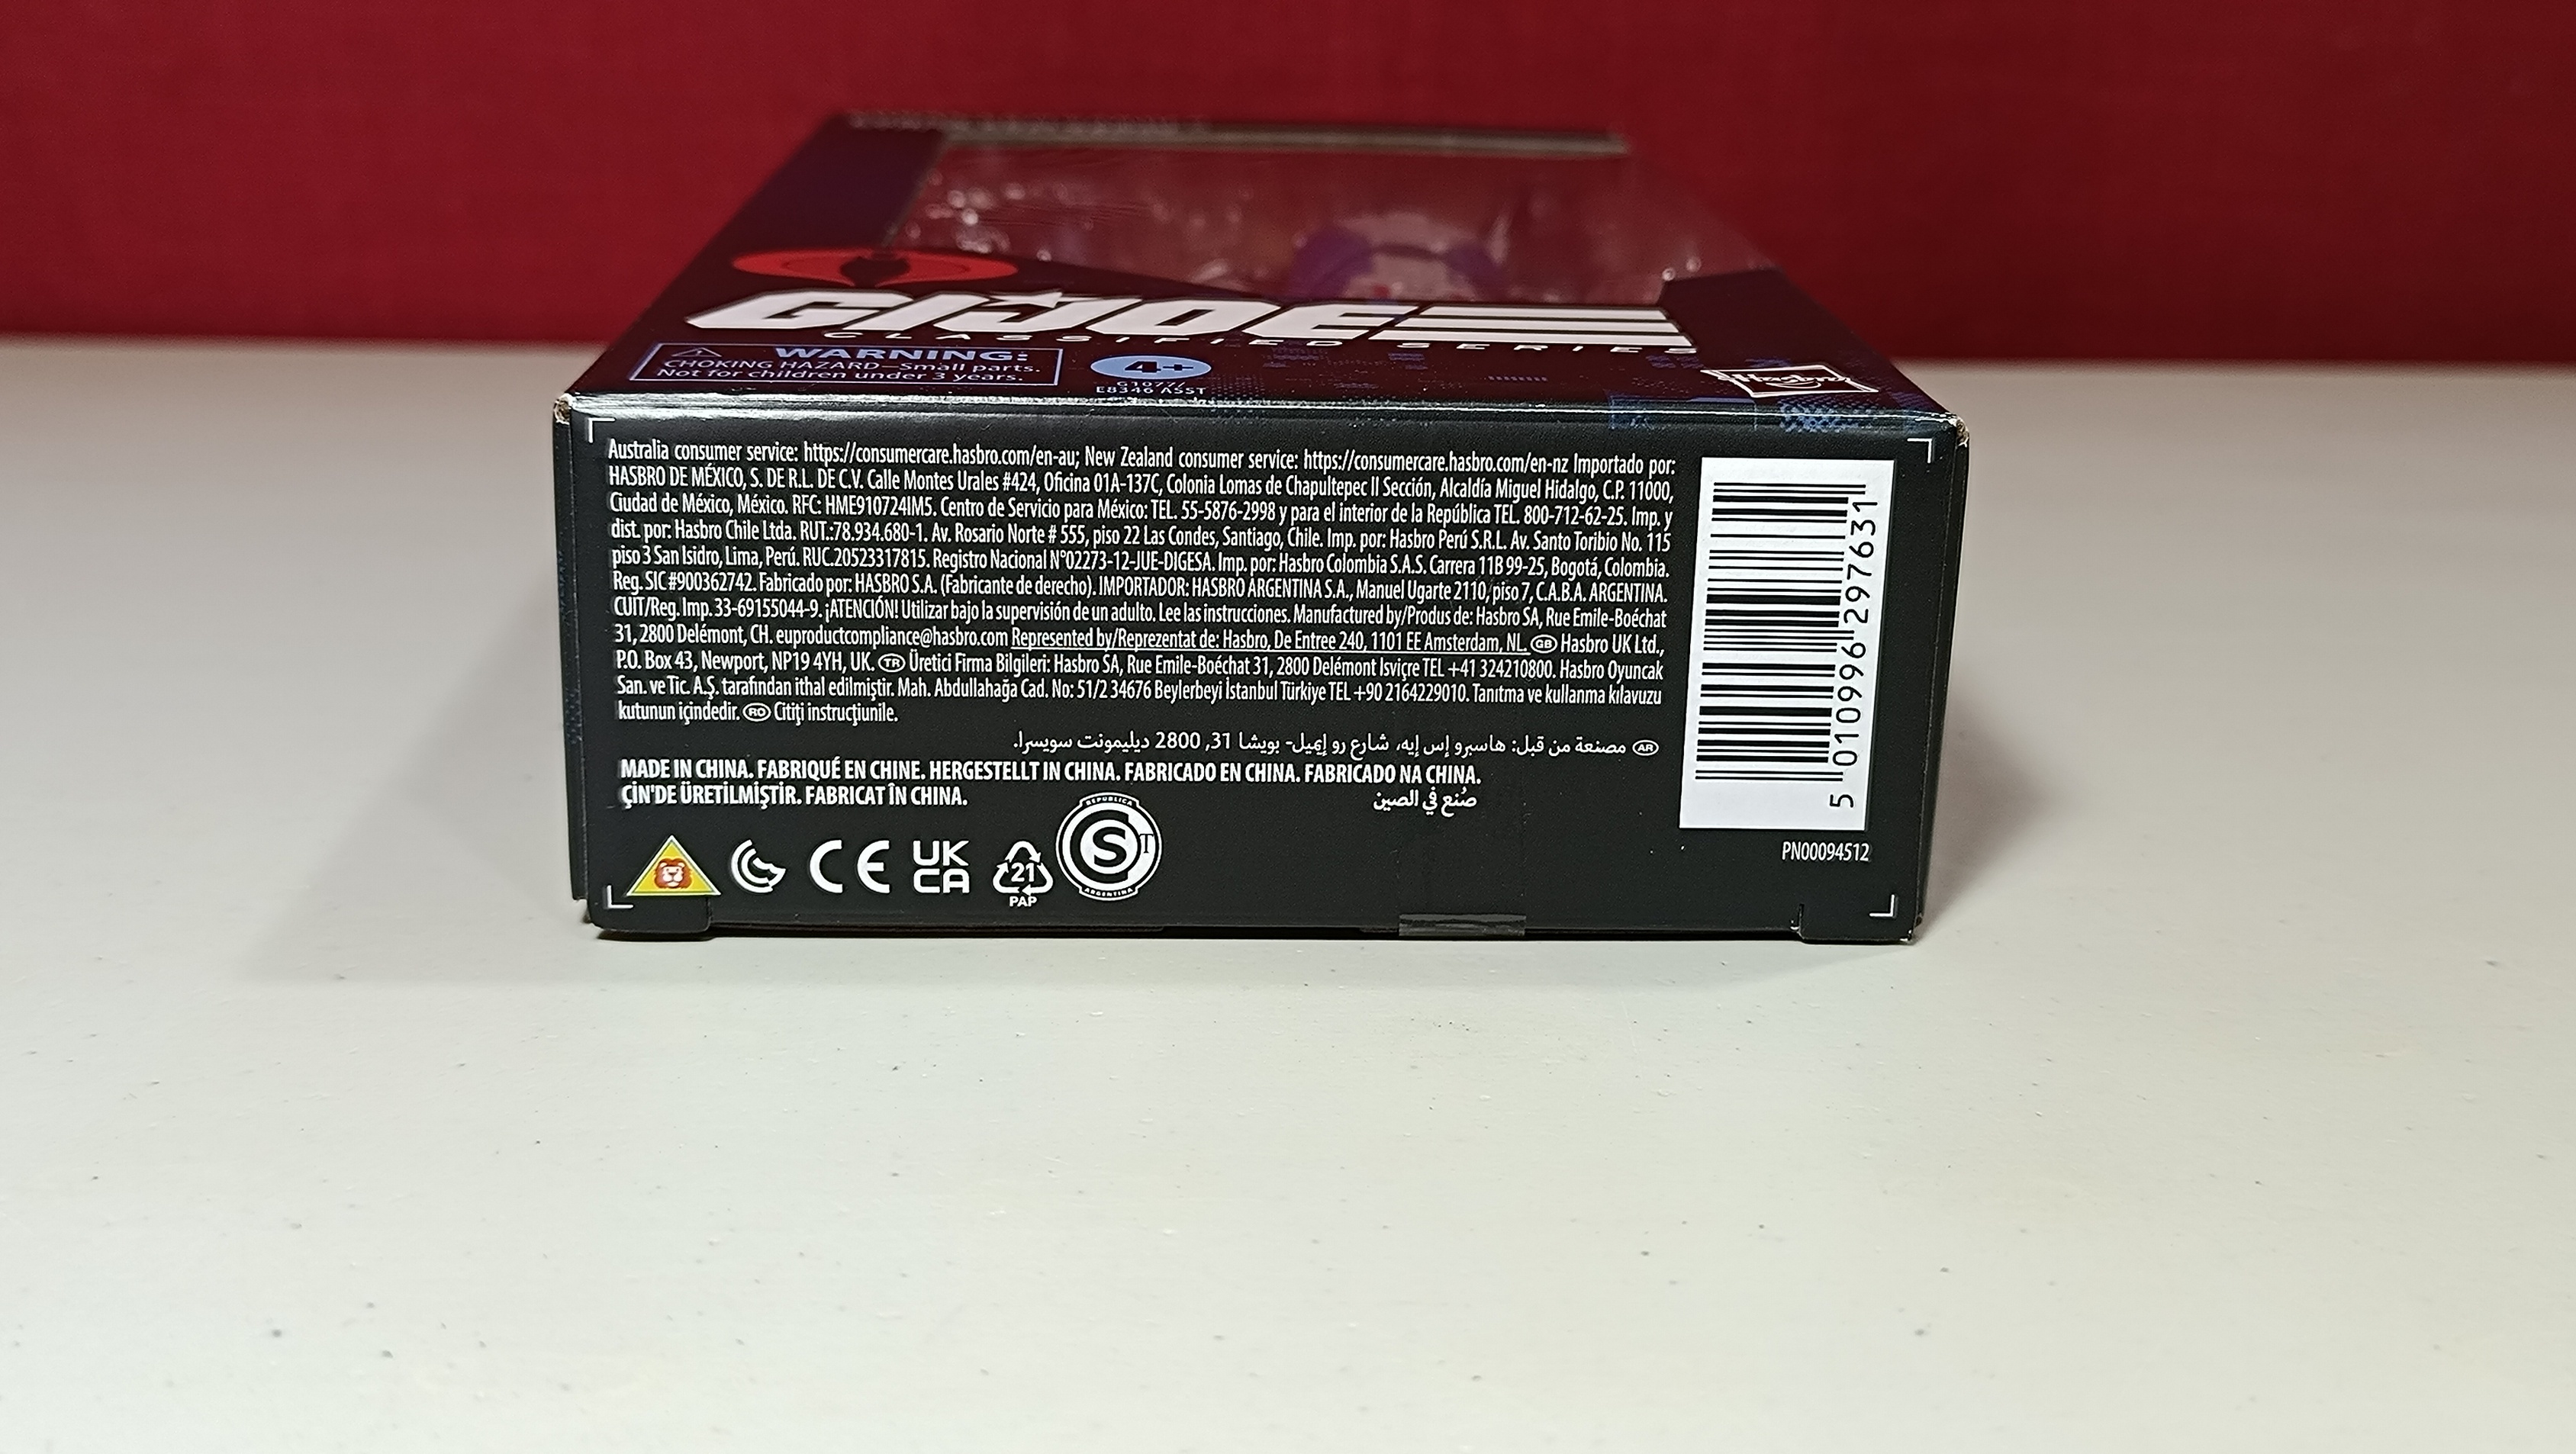 GI JOE
CLASSIFIED SERIES
WARNING:
CHOKING HAZARD—Small parts.
Not for children under 3 years.
4+
E8346 ASST
Hasbro
Australia consumer service: https://consumercare.hasbro.com/en-au; New Zealand consumer service: https://consumercare.hasbro.com/en-nz Importado por:
HASBRO DE MÉXICO, S. DE R.L. DE C.V. Calle Montes Urales #424, Oficina 01A-137C, Colonia Lomas de Chapultepec II Sección, Alcaldía Miguel Hidalgo, C.P. 11000,
Ciudad de México, México. RFC: HME910724IM5. Centro de Servicio para México: TEL. 55-5876-2998 y para el interior de la República TEL. 800-712-62-25. Imp. y
dist. por: Hasbro Chile Ltda. RUT.:78.934.680-1. Av. Rosario Norte # 555, piso 22 Las Condes, Santiago, Chile. Imp. por: Hasbro Perú S.R.L. Av. Santo Toribio No. 115
piso 3 San Isidro, Lima, Perú. RUC.20523317815. Registro Nacional N°02273-12-JUE-DIGESA. Imp. por: Hasbro Colombia S.A.S. Carrera 11B 99-25, Bogotá, Colombia.
Reg. SIC #900362742. Fabricado por: HASBRO S.A. (Fabricante de derecho). IMPORTADOR: HASBRO ARGENTINA S.A., Manuel Ugarte 2110, piso 7, C.A.B.A. ARGENTINA.
CUIT/Reg. Imp. 33-69155044-9. ¡ATENCIÓN! Utilizar bajo la supervisión de un adulto. Lee las instrucciones. Manufactured by/Produs de: Hasbro SA, Rue Emile-Boéchat
31, 2800 Delémont, CH. euproductcompliance@hasbro.com Represented by/Reprezentat de: Hasbro, De Entree 240, 1101 EE Amsterdam, NL. GB Hasbro UK Ltd.,
P.O. Box 43, Newport, NP19 4YH, UK. TR Üretici Firma Bilgileri: Hasbro SA, Rue Emile-Boéchat 31, 2800 Delémont Isviçre TEL +41 324210800. Hasbro Oyuncak
San. ve Tic. A.Ş. tarafından ithal edilmiştir. Mah. Abdullahağa Cad. No: 51/2 34676 Beylerbeyi İstanbul Türkiye TEL +90 2164229010. Tanıtma ve kullanma kılavuzu
kutunun içindedir. RO Citiţi instrucţiunile.
AR مصنعة من قبل: هاسبرو إس إيه، شارع رو إيميل- بويشا 31, 2800 ديليمونت سويسرا.
MADE IN CHINA. FABRIQUÉ EN CHINE. HERGESTELLT IN CHINA. FABRICADO EN CHINA. FABRICADO NA CHINA.
ÇİN'DE ÜRETİLMİŞTİR. FABRICAT ÎN CHINA.
صُنع في الصين
CE
UK
CA
21
PAP
REPUBLICA
S
T
ARGENTINA
5 010996 297631
PN00094512